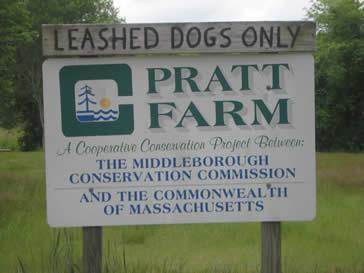 LEASHED DOGS ONLY
PRATT
FARM
A Cooperative Conservation Project Between:
THE MIDDLEBOROUGH
CONSERVATION COMMISSION
AND THE COMMONWEALTH
OF MASSACHUSETTS